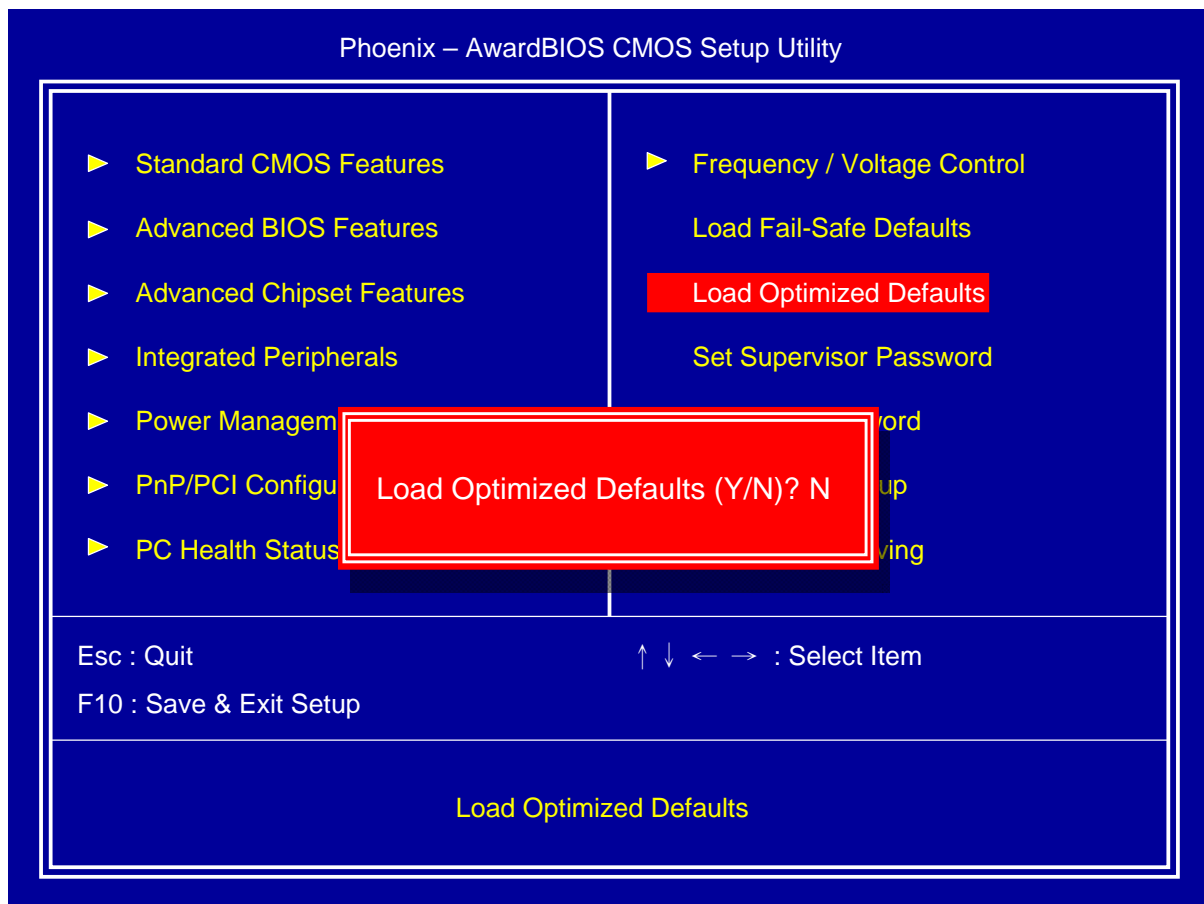 Phoenix – AwardBIOS CMOS Setup Utility
Standard CMOS Features
Advanced BIOS Features
Advanced Chipset Features
Integrated Peripherals
Power Managem
PnP/PCI Configu
PC Health Status
Frequency / Voltage Control
Load Fail-Safe Defaults
Load Optimized Defaults
Set Supervisor Password
ord
up
ving
Load Optimized Defaults (Y/N)? N
Esc : Quit
↑ ↓ ← → : Select Item
F10 : Save & Exit Setup
Load Optimized Defaults